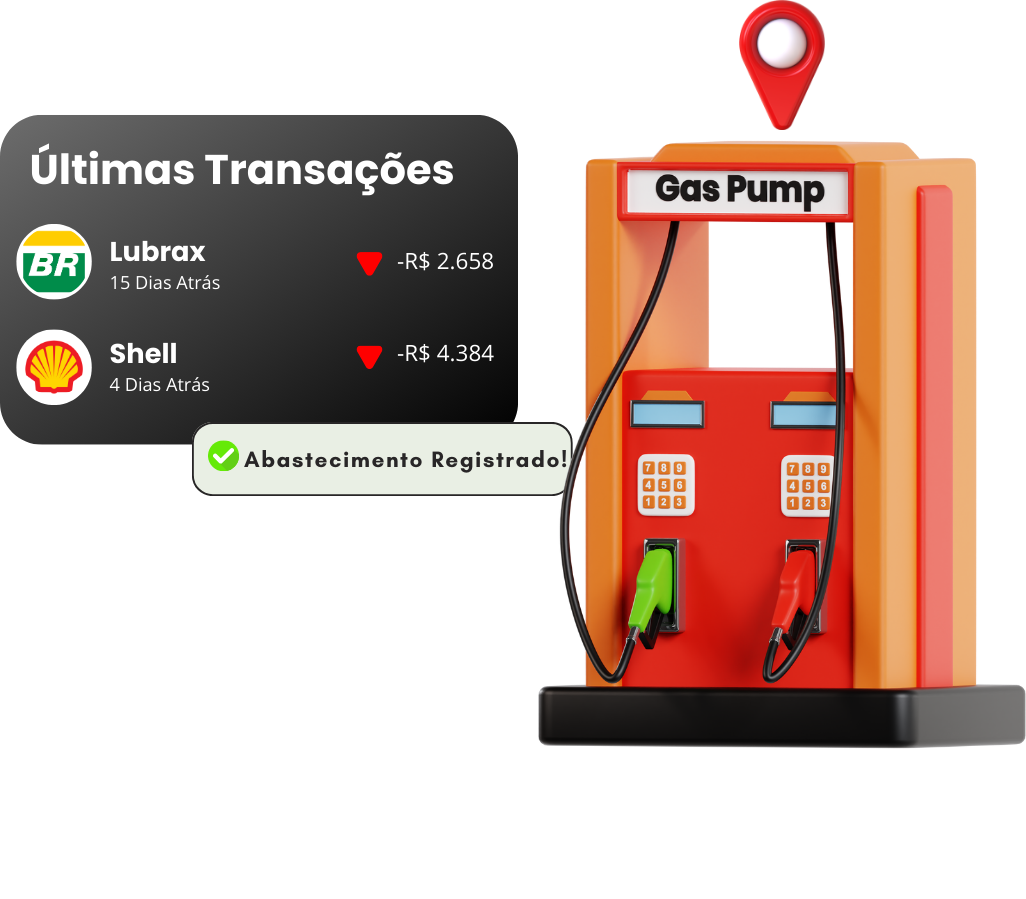 Gas Pump
Últimas Transações
BR
Lubrax
-R$ 2.658
15 Dias Atrás
Shell
-R$ 4.384
4 Dias Atrás
Abastecimento Registrado!
7 8 9
4 5 6
1 2 3
7 8 9
4 5 6
1 2 3